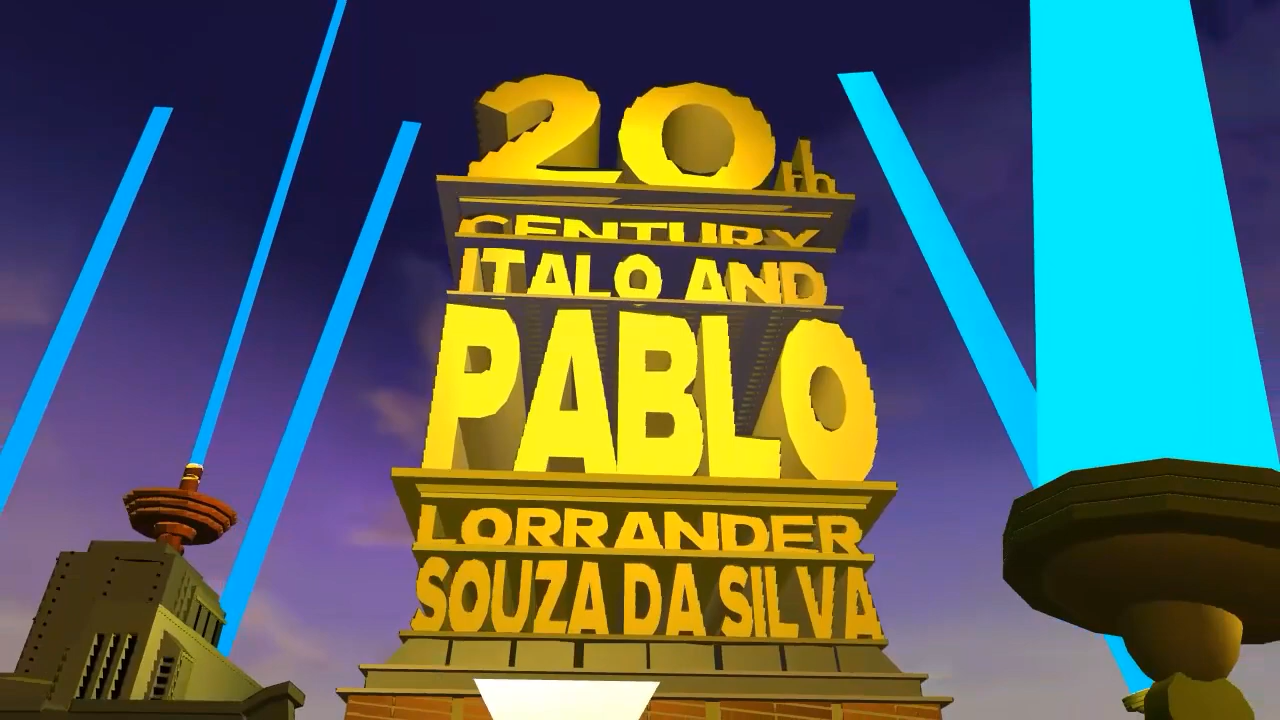 20th
CENTURY
ITALO AND
PABLO
LORRANDER
SOUZA DA SILVA